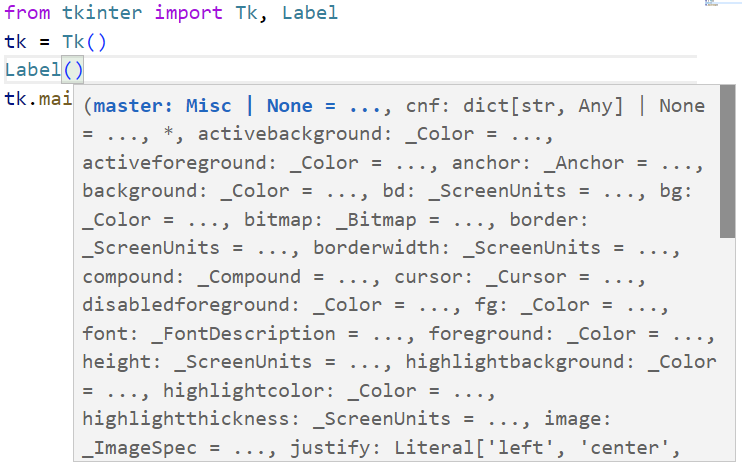 from tkinter import Tk, Label
tk = Tk()
Label()
tk.mai
(master: Misc | None = ..., cnf: dict[str, Any] | None
= ..., *, activebackground: _Color = ...,
activeforeground: _Color = ..., anchor: _Anchor = ...,
background: _Color = ..., bd: _ScreenUnits = ..., bg:
_Color = ..., bitmap: _Bitmap = ..., border:
_ScreenUnits = ..., borderwidth: _ScreenUnits = ...,
compound: _Compound = ..., cursor: _Cursor = ...,
disabledforeground: _Color = ..., fg: _Color = ...,
font: _FontDescription = ..., foreground: _Color = ...,
height: _ScreenUnits = ..., highlightbackground: _Color
= ..., highlightcolor: _Color = ...,
highlightthickness: _ScreenUnits = ..., image:
_ImageSpec = ..., justify: Literal['left', 'center',